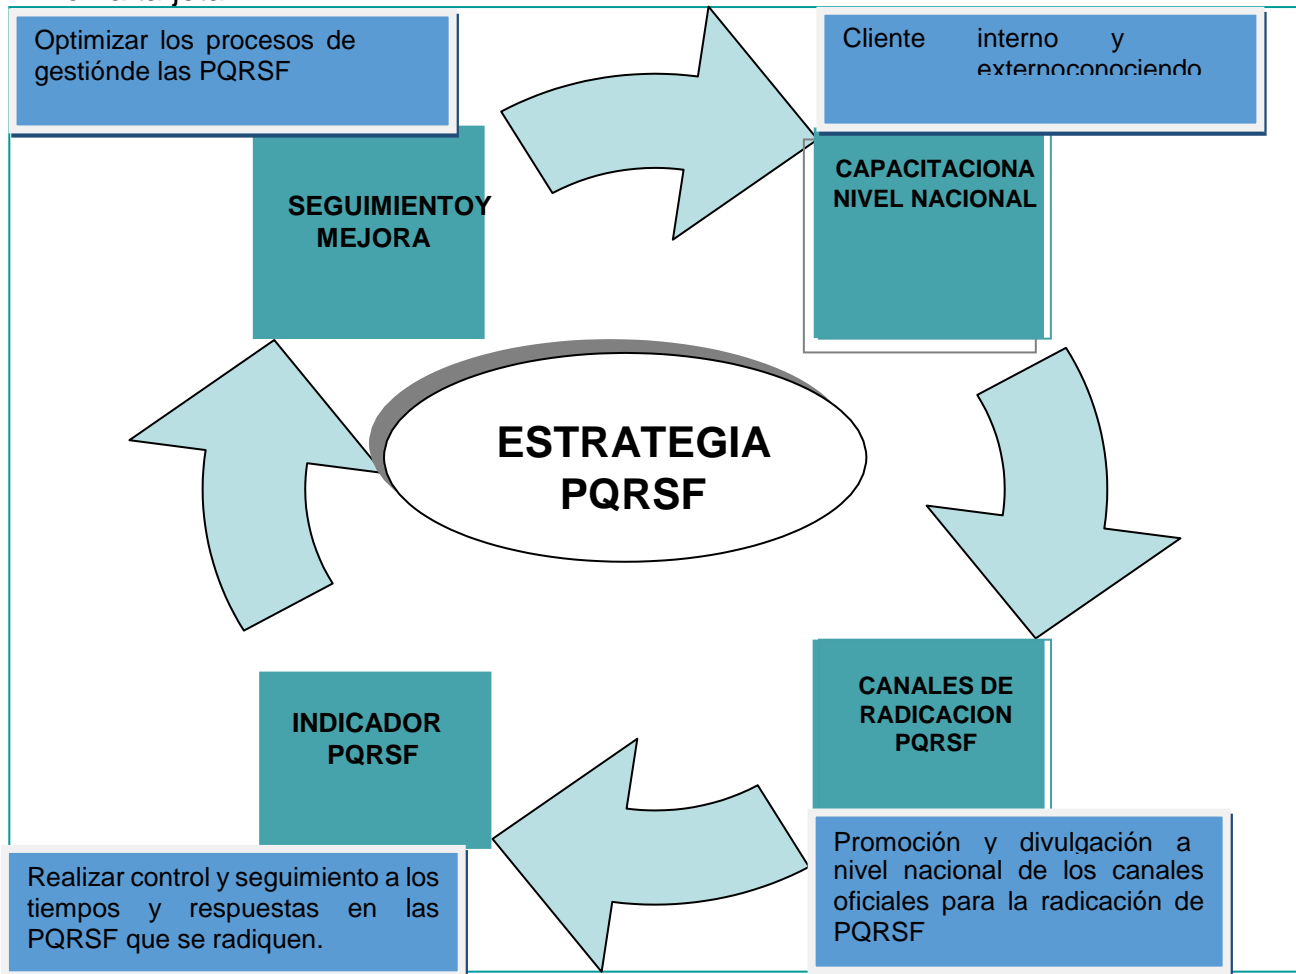 Optimizar los procesos de
gestiónde las PQRSF
Cliente interno y
externoconociendo
SEGUIMIENTOY
MEJORA
CAPACITACIONA
NIVEL NACIONAL
ESTRATEGIA
PQRSF
INDICADOR
PQRSF
CANALES DE
RADICACION
PQRSF
Realizar control y seguimiento a los
tiempos y respuestas en las
PQRSF que se radiquen.
Promoción y divulgación a
nivel nacional de los canales
oficiales para la radicación de
PQRSF